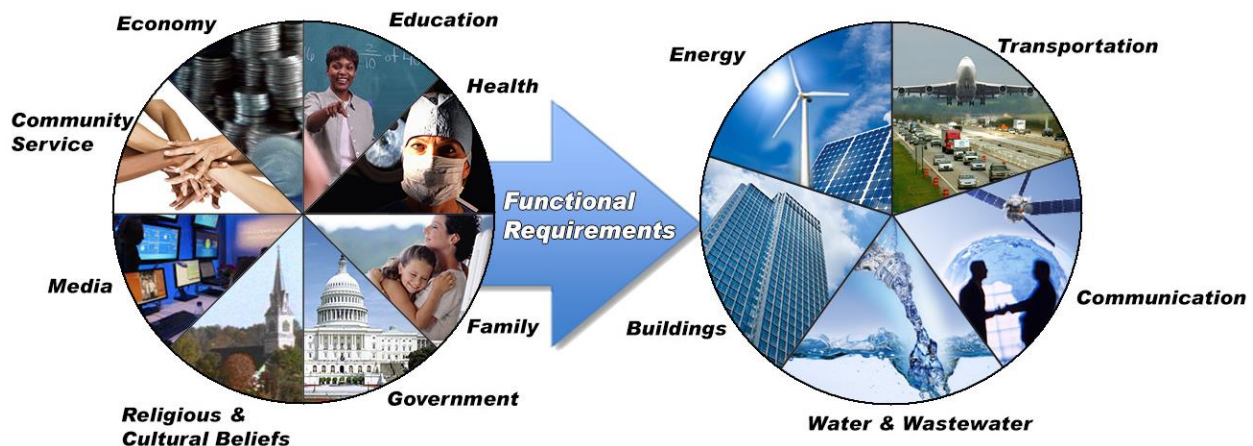 Economy
Education
Health
Community
Service
Media
Family
Religious &
Cultural Beliefs
Government
Functional
Requirements
Energy
Transportation
Buildings
Communication
Water & Wastewater